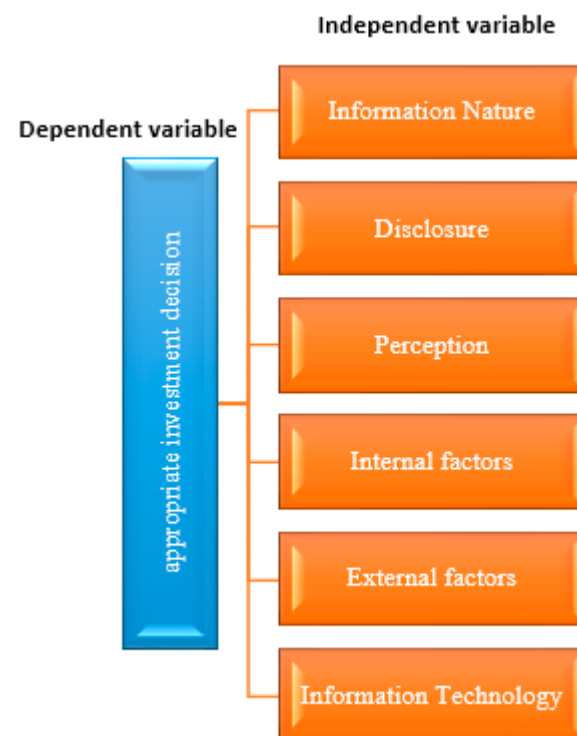 Independent variable
Dependent variable
appropriate investment decision
Information Nature
Disclosure
Perception
Internal factors
External factors
Information Technology